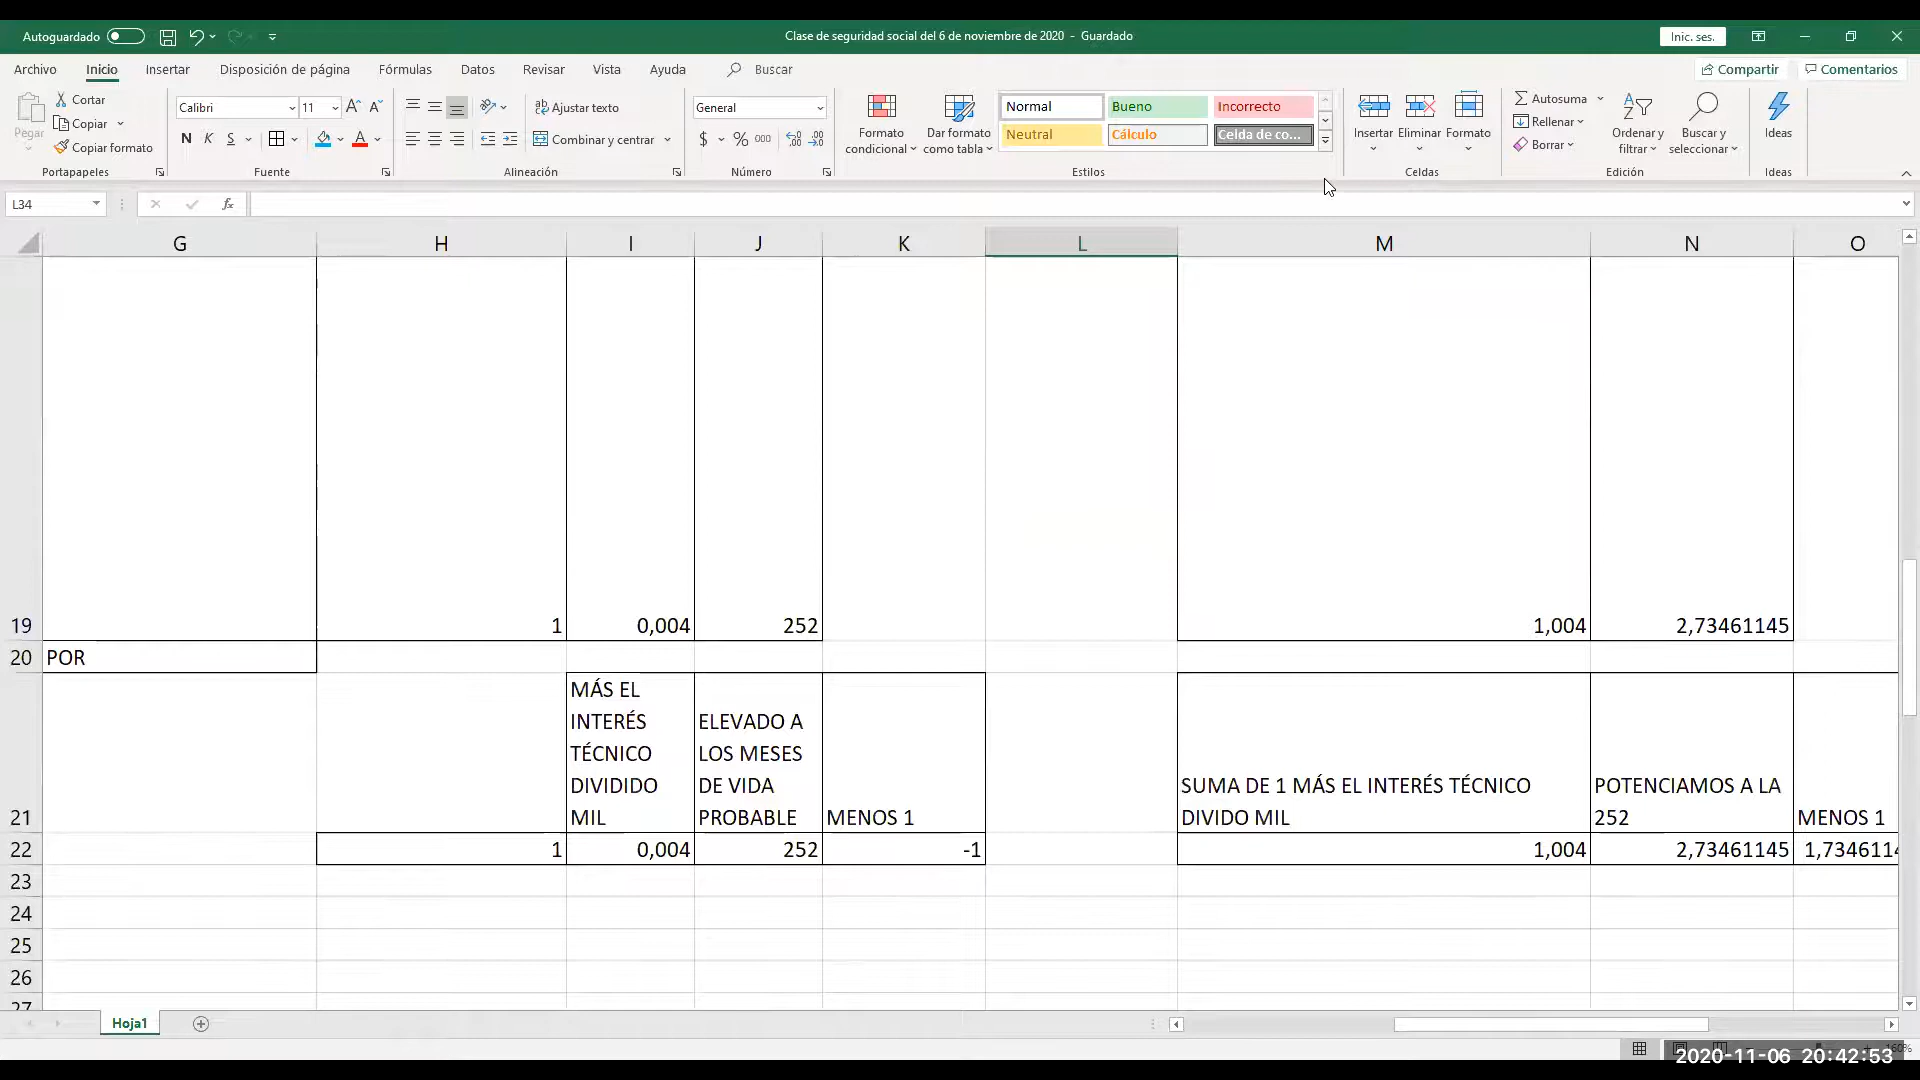 Autoguardado
Clase de seguridad social del 6 de noviembre de 2020 - Guardado
Inic. ses.
Archivo Inicio Insertar Disposición de página Fórmulas Datos Revisar Vista Ayuda Buscar
Compartir Comentarios
Pegar
Cortar
Copiar
Copiar formato
Portapapeles
Calibri 11
N K S
Fuente
Ajustar texto
Combinar y centrar
Alineación
General
$ % 000
Número
Formato condicional
Dar formato como tabla
Normal Bueno Incorrecto
Neutral Cálculo Celda de co...
Estilos
Insertar Eliminar Formato
Celdas
Autosuma
Rellenar
Borrar
Ordenar y filtrar
Buscar y seleccionar
Edición
Ideas
Ideas
L34 fx
G H I J K L M N O
19 1 0,004 252 1,004 2,73461145
20 POR
21
MÁS EL
INTERÉS
TÉCNICO
DIVIDIDO
MIL
ELEVADO A
LOS MESES
DE VIDA
PROBABLE
MENOS 1
SUMA DE 1 MÁS EL INTERÉS TÉCNICO
DIVIDO MIL
POTENCIAMOS A LA
252
MENOS 1
22 1 0,004 252 -1 1,004 2,73461145 1,7346114
23
24
25
26
27
Hoja1
2020-11-06 20:42:53